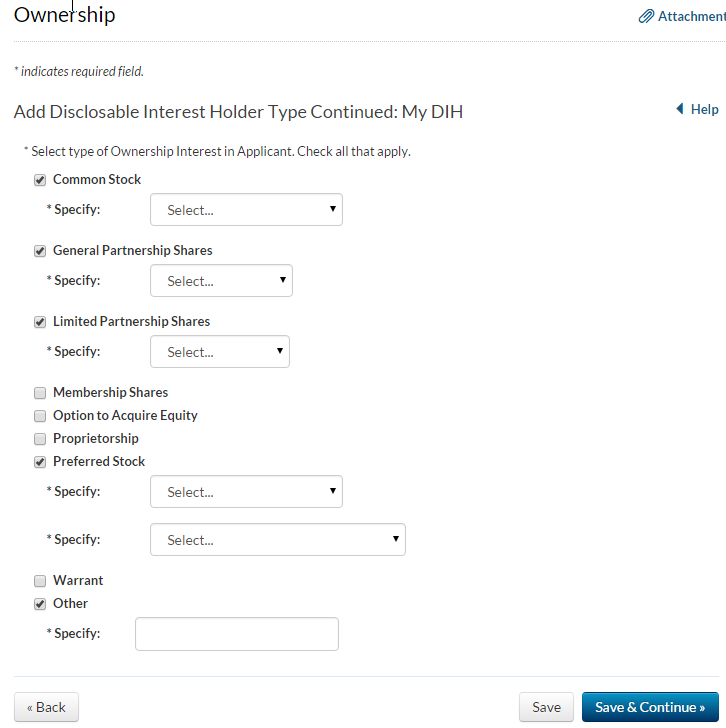 Ownership
Attachment
* indicates required field.
Add Disclosable Interest Holder Type Continued: My DIH
Help
* Select type of Ownership Interest in Applicant. Check all that apply.
Common Stock
* Specify: Select...
General Partnership Shares
* Specify: Select...
Limited Partnership Shares
* Specify: Select...
Membership Shares
Option to Acquire Equity
Proprietorship
Preferred Stock
* Specify: Select...
* Specify: Select...
Warrant
Other
* Specify:
« Back Save Save & Continue »